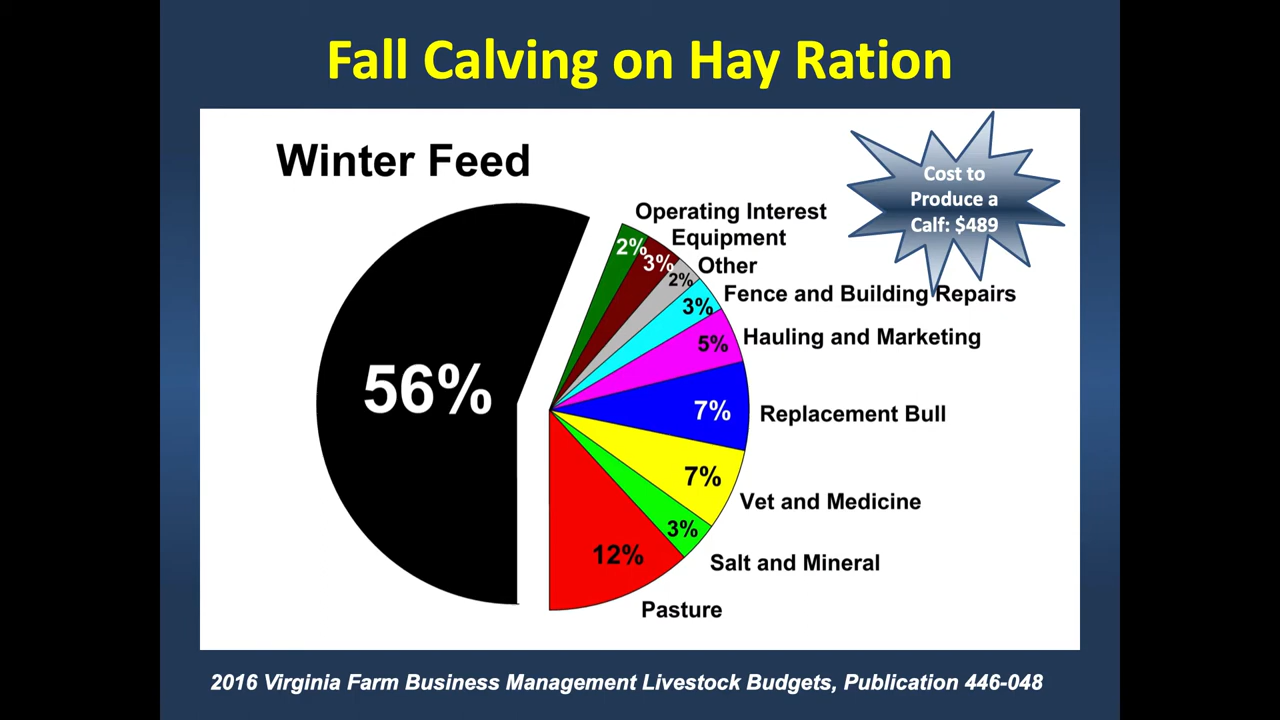 Fall Calving on Hay Ration
Winter Feed
Cost to
Produce a
Calf: $489
Operating Interest
2%
Equipment
3%
Other
2%
Fence and Building Repairs
3%
Hauling and Marketing
5%
56%
7%
Replacement Bull
7%
Vet and Medicine
3%
Salt and Mineral
12%
Pasture
2016 Virginia Farm Business Management Livestock Budgets, Publication 446-048